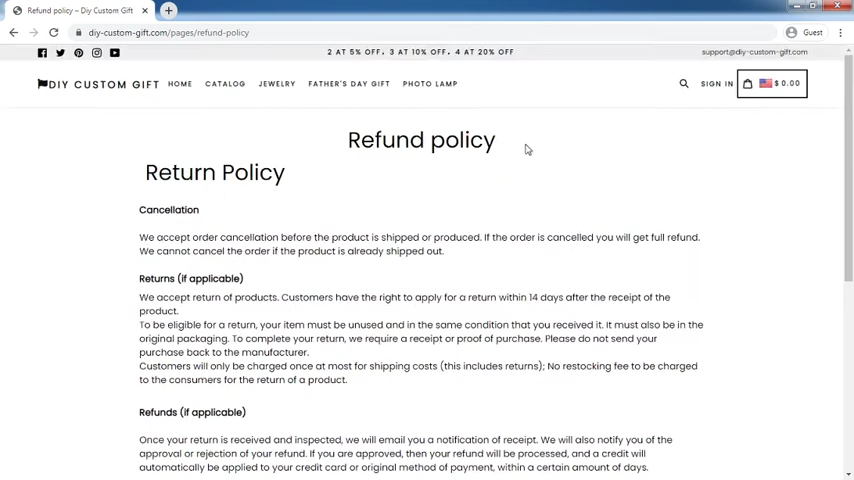 Refund policy – Diy Custom Gift
diy-custom-gift.com/pages/refund-policy
Guest
2 AT 5% OFF, 3 AT 10% OFF, 4 AT 20% OFF
support@diy-custom-gift.com
DIY CUSTOM GIFT
HOME CATALOG JEWELRY FATHER'S DAY GIFT PHOTO LAMP
SIGN IN
$ 0.00
Refund policy
Return Policy
Cancellation
We accept order cancellation before the product is shipped or produced. If the order is cancelled you will get full refund.
We cannot cancel the order if the product is already shipped out.
Returns (if applicable)
We accept return of products. Customers have the right to apply for a return within 14 days after the receipt of the
product.
To be eligible for a return, your item must be unused and in the same condition that you received it. It must also be in the
original packaging. To complete your return, we require a receipt or proof of purchase. Please do not send your
purchase back to the manufacturer.
Customers will only be charged once at most for shipping costs (this includes returns); No restocking fee to be charged
to the consumers for the return of a product.
Refunds (if applicable)
Once your return is received and inspected, we will email you a notification of receipt. We will also notify you of the
approval or rejection of your refund. If you are approved, then your refund will be processed, and a credit will
automatically be applied to your credit card or original method of payment, within a certain amount of days.